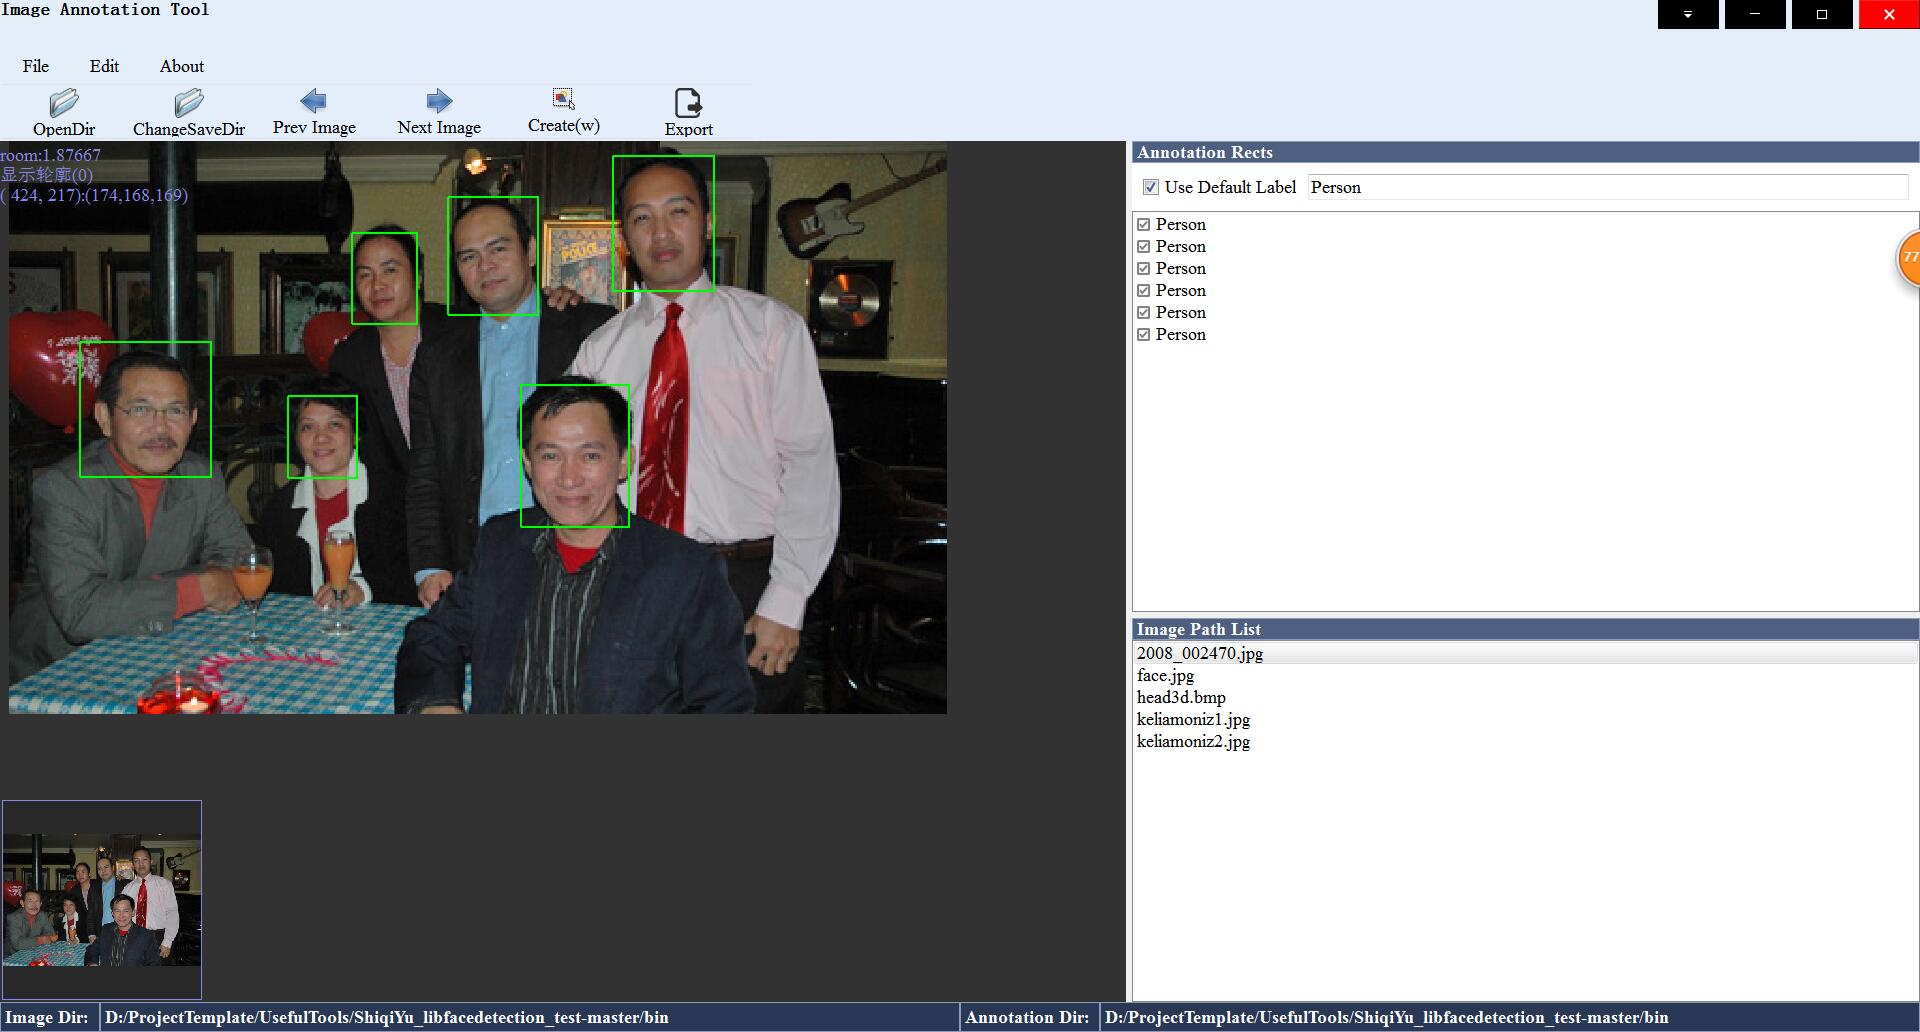 Image Annotation Tool
File Edit About
OpenDir ChangeSaveDir Prev Image Next Image Create(w) Export
room:1.87667
显示轮廓(0)
( 424, 217):(174,168,169)
POLICE
Annotation Rects
Use Default Label Person
Person
Person
Person
Person
Person
Person
77
Image Path List
2008_002470.jpg
face.jpg
head3d.bmp
keliamoniz1.jpg
keliamoniz2.jpg
Image Dir: D:/ProjectTemplate/UsefulTools/ShiqiYu_libfacedetection_test-master/bin Annotation Dir: D:/ProjectTemplate/UsefulTools/ShiqiYu_libfacedetection_test-master/bin